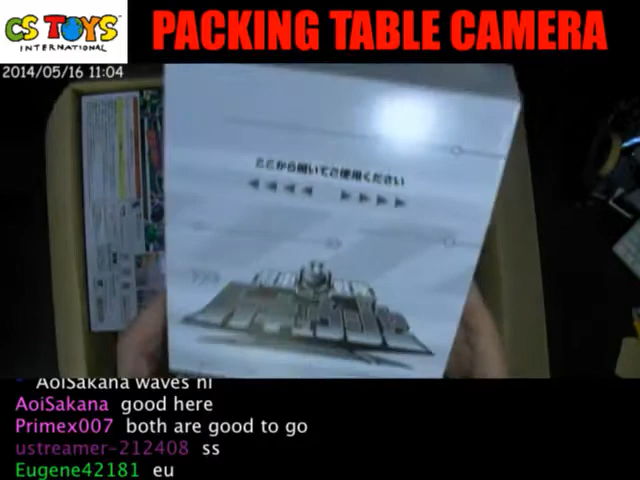 CS TOYS
INTERNATIONAL
PACKING TABLE CAMERA
2014/05/16 11:04
ここから開いてご使用ください
AoiSakana waves hi
AoiSakana good here
Primex007 both are good to go
ustreamer-212408 ss
Eugene42181 eu